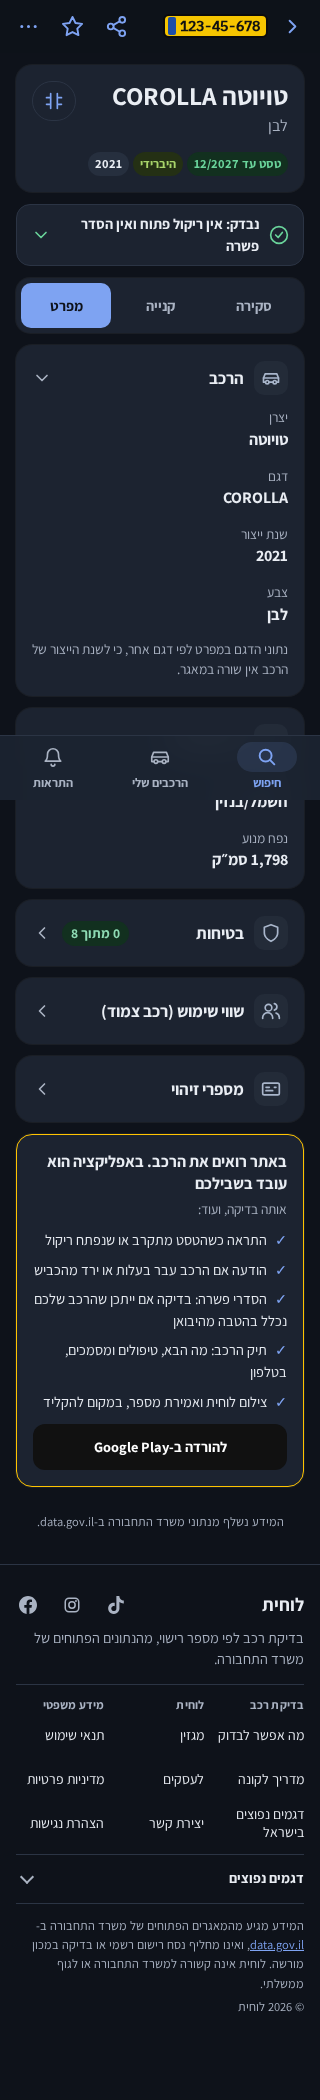 123-45-678
טויוטה COROLLA
לבן
טסט עד 12/2027
היברידי
2021
נבדק: אין ריקול פתוח ואין הסדר
פשרה
סקירה
קנייה
מפרט
הרכב
יצרן
טויוטה
דגם
COROLLA
שנת ייצור
2021
צבע
לבן
נתוני הדגם במפרט לפי דגם אחר, כי לשנת הייצור של
הרכב אין שורה במאגר.
חיפוש
הרכבים שלי
התראות
חשמל/בנזין
נפח מנוע
1,798 סמ״ק
בטיחות
0 מתוך 8
שווי שימוש (רכב צמוד)
מספרי זיהוי
באתר רואים את הרכב. באפליקציה הוא
עובד בשבילכם
אותה בדיקה, ועוד:
✓ התראה כשהטסט מתקרב או שנפתח ריקול
✓ הודעה אם הרכב עבר בעלות או ירד מהכביש
✓ הסדרי פשרה: בדיקה אם ייתכן שהרכב שלכם
נכלל בהטבה מהיבואן
✓ תיק הרכב: מה הבא, טיפולים ומסמכים,
בטלפון
✓ צילום לוחית ואמירת מספר, במקום להקליד
להורדה ב-Google Play
המידע נשלף מנתוני משרד התחבורה ב-data.gov.il.
לוחית
בדיקת רכב לפי מספר רישוי, מהנתונים הפתוחים של
משרד התחבורה.
בדיקת רכב
לוחית
מידע משפטי
מה אפשר לבדוק
מגזין
תנאי שימוש
מדריך לקונה
לעסקים
מדיניות פרטיות
דגמים נפוצים
בישראל
יצירת קשר
הצהרת נגישות
דגמים נפוצים
המידע מגיע מהמאגרים הפתוחים של משרד התחבורה ב-
data.gov.il, ואינו מחליף נסח רישום רשמי או בדיקה במכון
מורשה. לוחית אינה קשורה למשרד התחבורה או לגוף
ממשלתי.
© 2026 לוחית